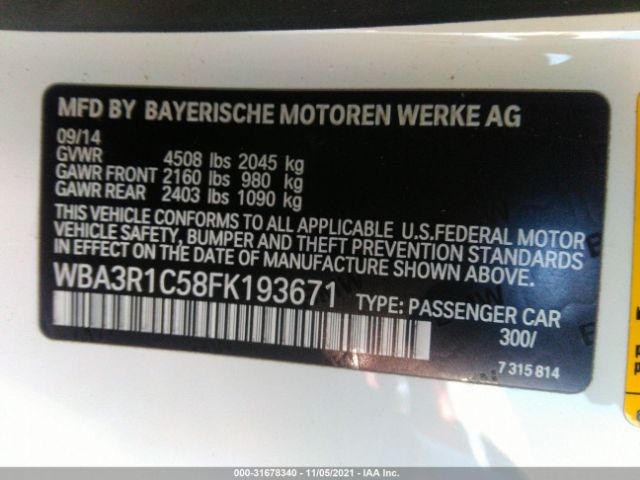 MFD BY BAYERISCHE MOTOREN WERKE AG
09/14
GVWR 4508 lbs 2045 kg
GAWR FRONT 2160 lbs 980 kg
GAWR REAR 2403 lbs 1090 kg
THIS VEHICLE CONFORMS TO ALL APPLICABLE U.S.FEDERAL MOTOR
VEHICLE SAFETY, BUMPER AND THEFT PREVENTION STANDARDS
IN EFFECT ON THE DATE OF MANUFACTURE SHOWN ABOVE.
WBA3R1C58FK193671 TYPE: PASSENGER CAR
300/
7 315 814
000-31678340 - 11/05/2021 - IAA Inc.